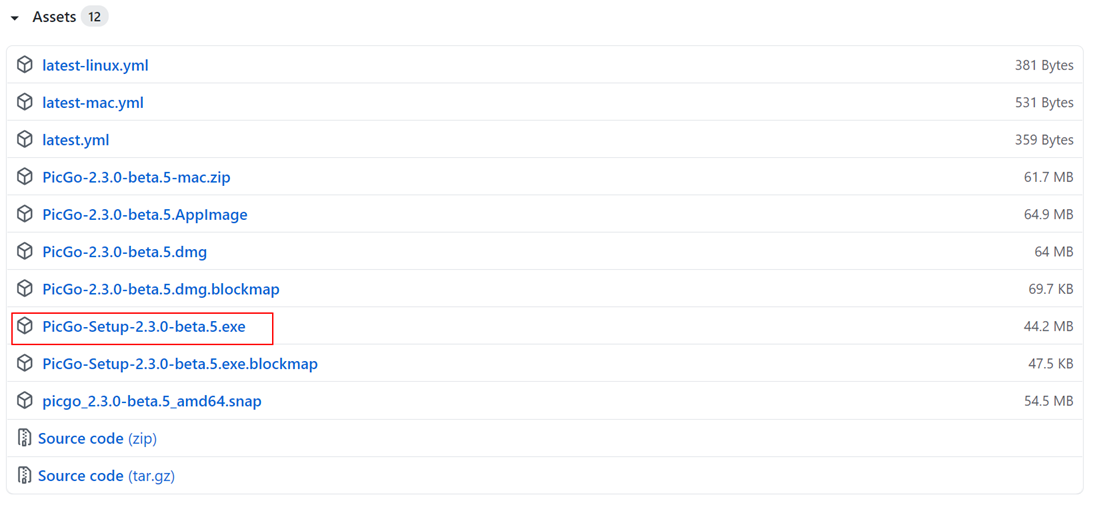 Assets 12
latest-linux.yml 381 Bytes
latest-mac.yml 531 Bytes
latest.yml 359 Bytes
PicGo-2.3.0-beta.5-mac.zip 61.7 MB
PicGo-2.3.0-beta.5.AppImage 64.9 MB
PicGo-2.3.0-beta.5.dmg 64 MB
PicGo-2.3.0-beta.5.dmg.blockmap 69.7 KB
PicGo-Setup-2.3.0-beta.5.exe 44.2 MB
PicGo-Setup-2.3.0-beta.5.exe.blockmap 47.5 KB
picgo_2.3.0-beta.5_amd64.snap 54.5 MB
Source code (zip)
Source code (tar.gz)